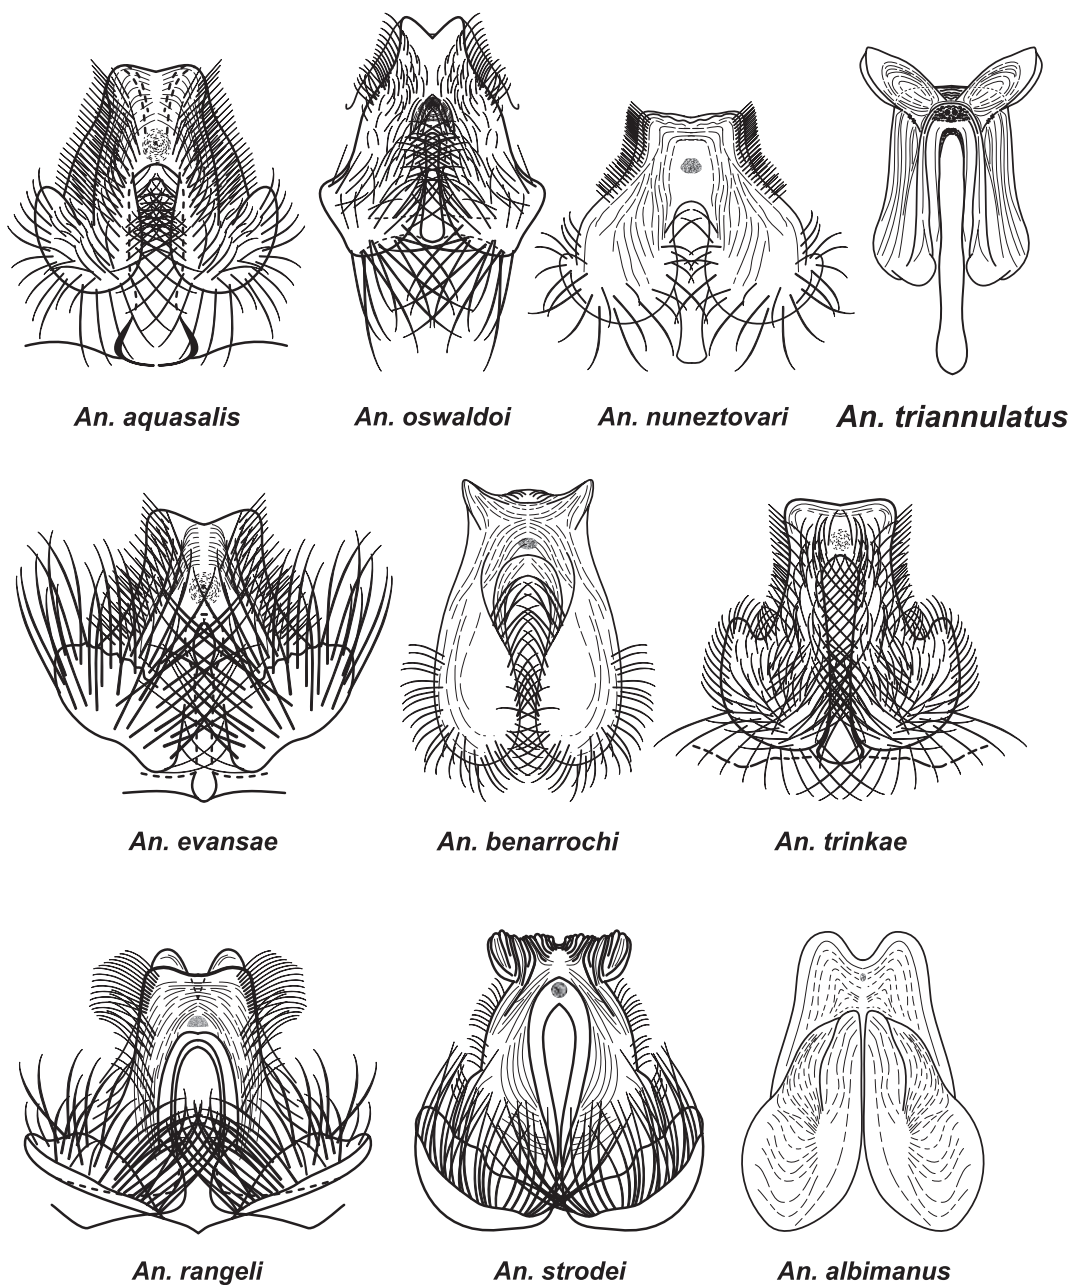 An. aquasalis
An. oswaldoi
An. nuneztovari
An. triannulatus
An. evansae
An. benarrochi
An. trinkae
An. rangeli
An. strodei
An. albimanus